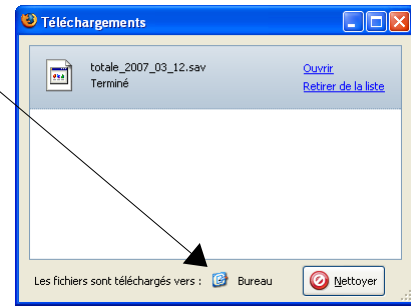 Téléchargements
totale_2007_03_12.sav Ouvrir
Terminé Retirer de la liste
Les fichiers sont téléchargés vers : Bureau Nettoyer